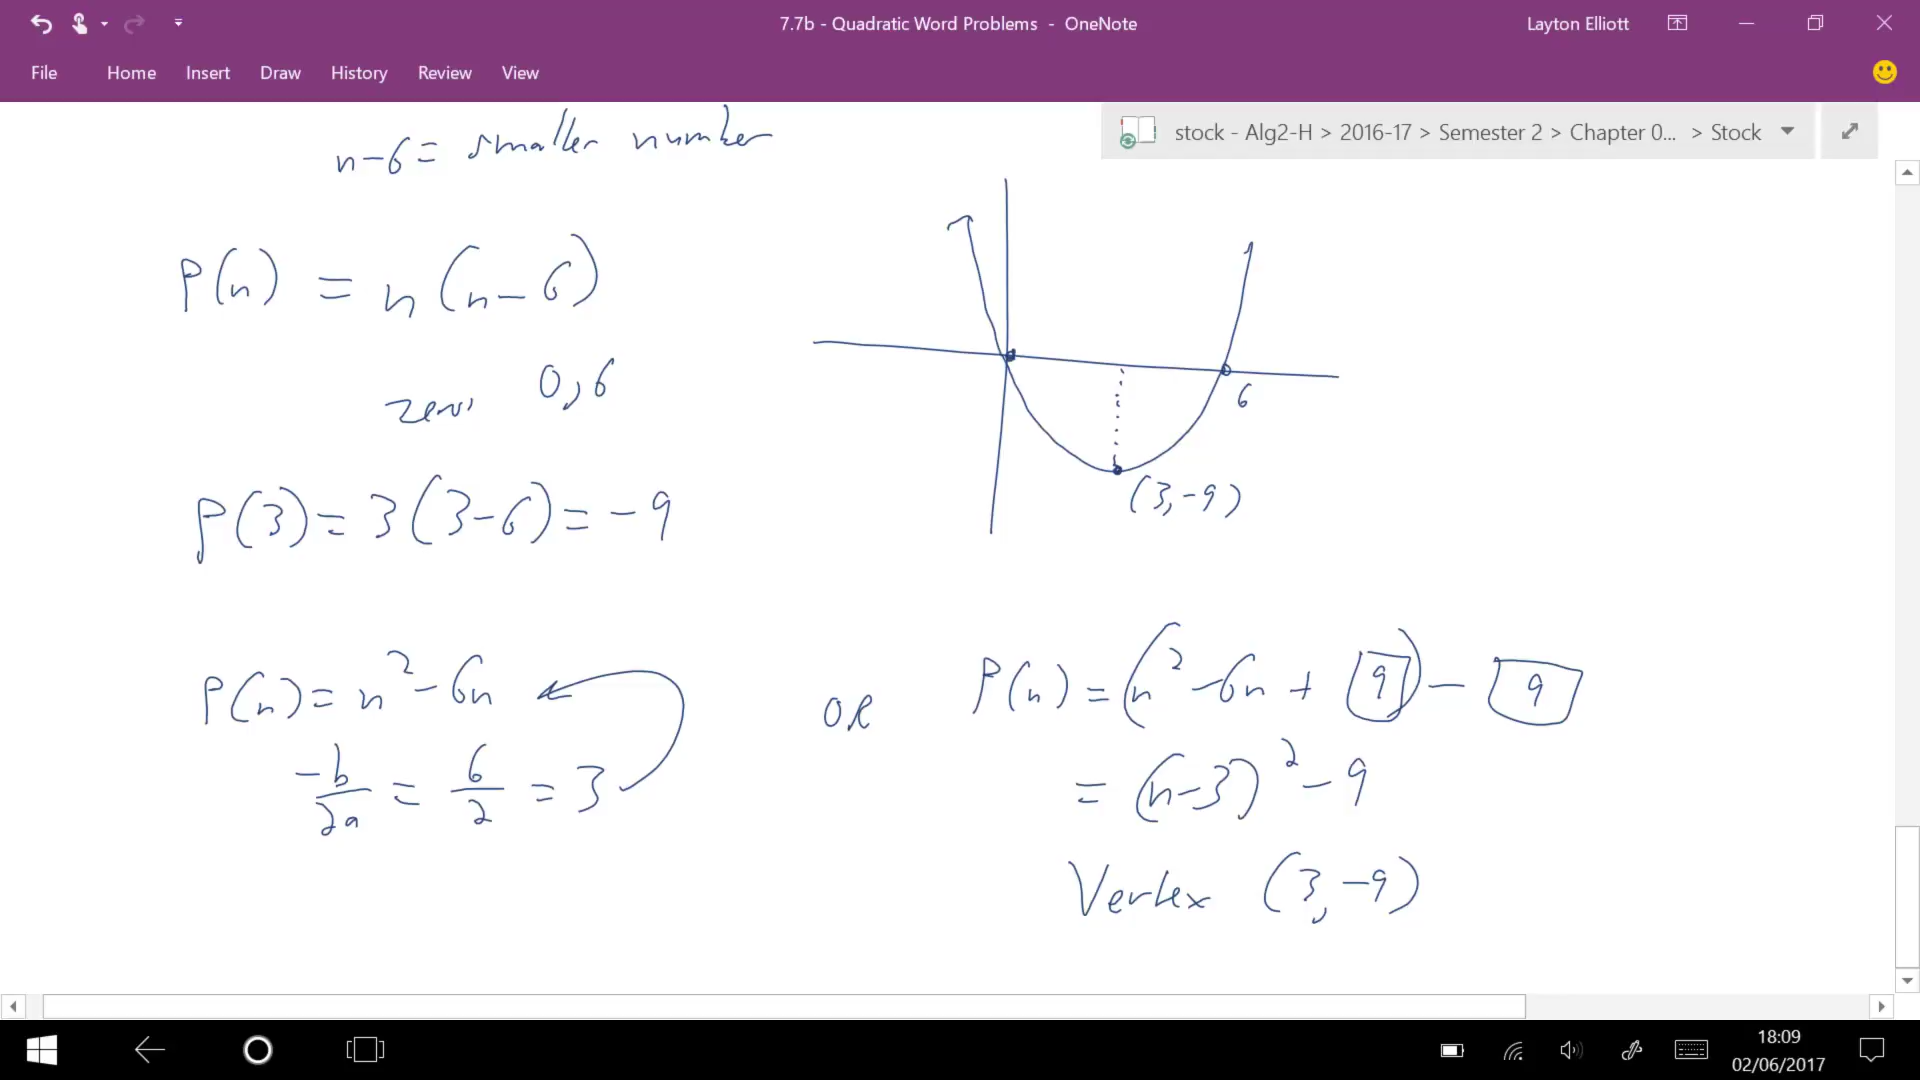 7.7b - Quadratic Word Problems - OneNote
Layton Elliott
File Home Insert Draw History Review View
stock - Alg2-H > 2016-17 > Semester 2 > Chapter 0... > Stock
n-6 = smaller number
P(n) = n(n-6)
zeros 0,6
6
(3,-9)
P(3) = 3(3-6) = -9
P(n) = n² - 6n
-b/2a = 6/2 = 3
OR
P(n) = (n² - 6n + 9) - 9
= (n-3)² - 9
Vertex (3,-9)
18:09
02/06/2017